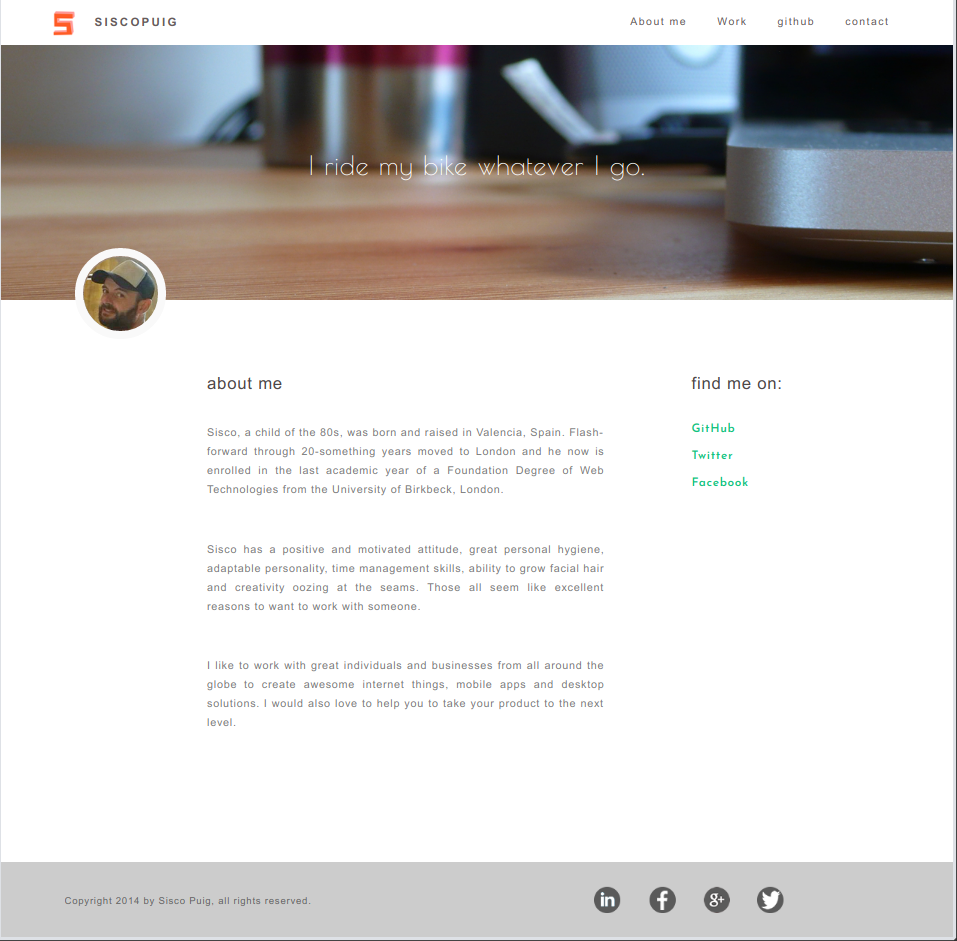 SISCOPUIG
About me Work github contact
I ride my bike whatever I go.
about me
Sisco, a child of the 80s, was born and raised in Valencia, Spain. Flash-
forward through 20-something years moved to London and he now is
enrolled in the last academic year of a Foundation Degree of Web
Technologies from the University of Birkbeck, London.
Sisco has a positive and motivated attitude, great personal hygiene,
adaptable personality, time management skills, ability to grow facial hair
and creativity oozing at the seams. Those all seem like excellent
reasons to want to work with someone.
I like to work with great individuals and businesses from all around the
globe to create awesome internet things, mobile apps and desktop
solutions. I would also love to help you to take your product to the next
level.
find me on:
GitHub
Twitter
Facebook
Copyright 2014 by Sisco Puig, all rights reserved.
in f g+